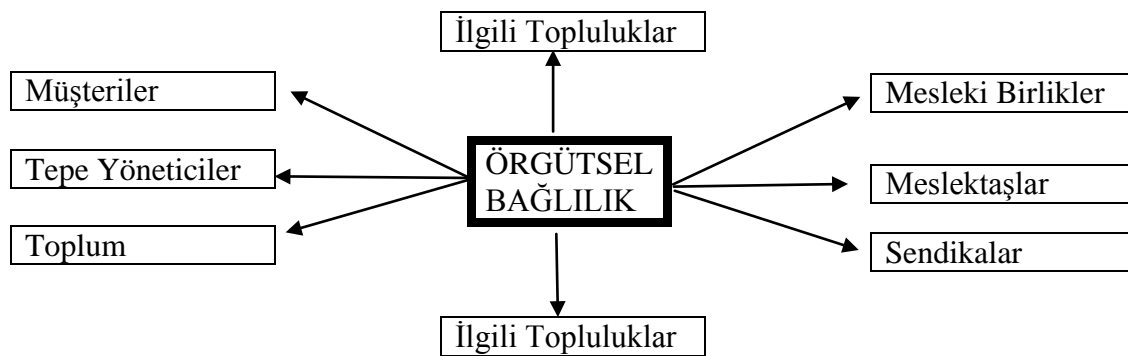 İlgili Topluluklar
Müşteriler
Mesleki Birlikler
ÖRGÜTSEL
BAĞLILIK
Tepe Yöneticiler
Meslektaşlar
Toplum
Sendikalar
İlgili Topluluklar